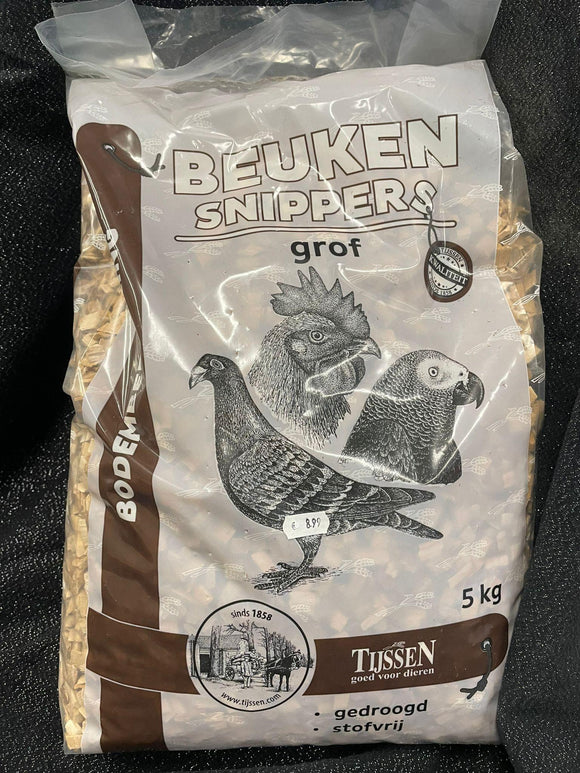 BEUKEN
SNIPPERS
grof
KWALITEIT
€ 8.99
5 kg
sinds 1858
www.tijssen.com
TIJSSEN
goed voor dieren
• gedroogd
• stofvrij